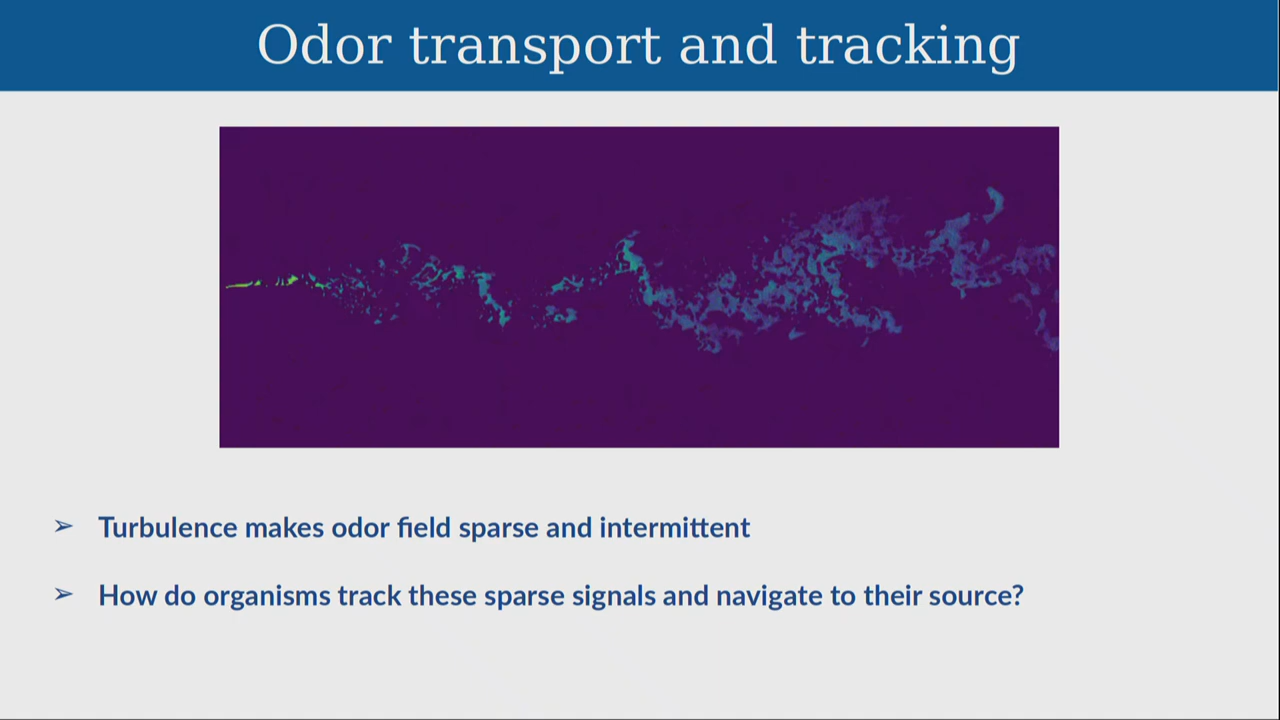 Odor transport and tracking
➢ Turbulence makes odor field sparse and intermittent
➢ How do organisms track these sparse signals and navigate to their source?